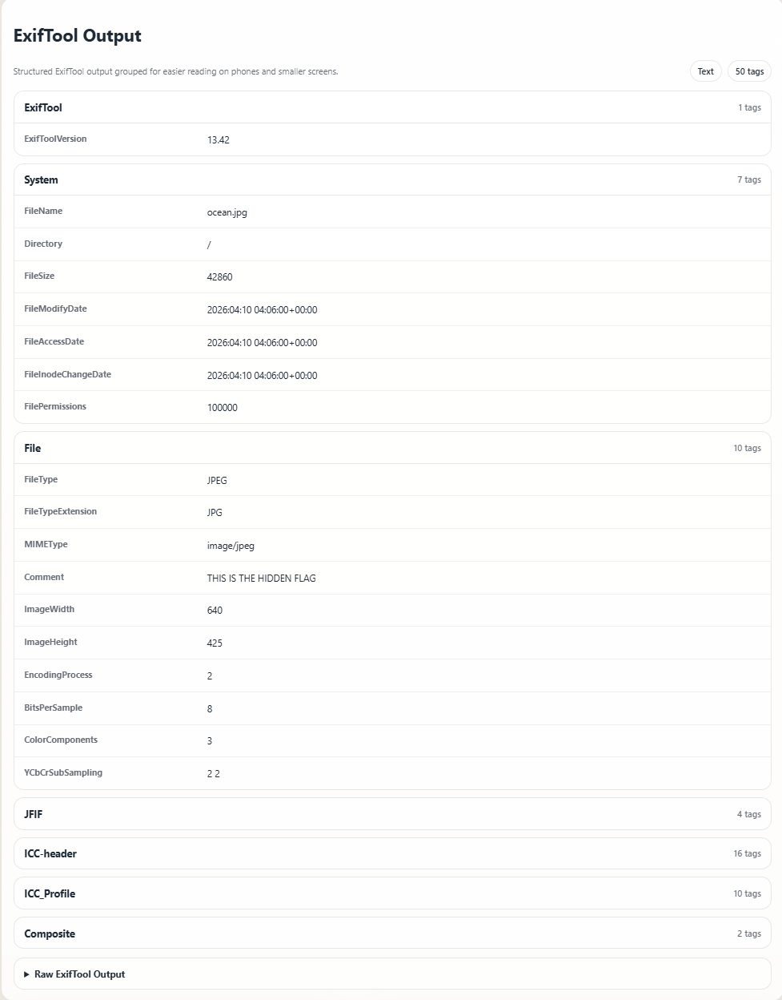 ExifTool Output
Structured ExifTool output grouped for easier reading on phones and smaller screens.
Text
50 tags
ExifTool
1 tags
ExifToolVersion
13.42
System
7 tags
FileName
ocean.jpg
Directory
/
FileSize
42860
FileModifyDate
2026:04:10 04:06:00+00:00
FileAccessDate
2026:04:10 04:06:00+00:00
FileInodeChangeDate
2026:04:10 04:06:00+00:00
FilePermissions
100000
File
10 tags
FileType
JPEG
FileTypeExtension
JPG
MIMEType
image/jpeg
Comment
THIS IS THE HIDDEN FLAG
ImageWidth
640
ImageHeight
425
EncodingProcess
2
BitsPerSample
8
ColorComponents
3
YCbCrSubSampling
2 2
JFIF
4 tags
ICC-header
16 tags
ICC_Profile
10 tags
Composite
2 tags
Raw ExifTool Output